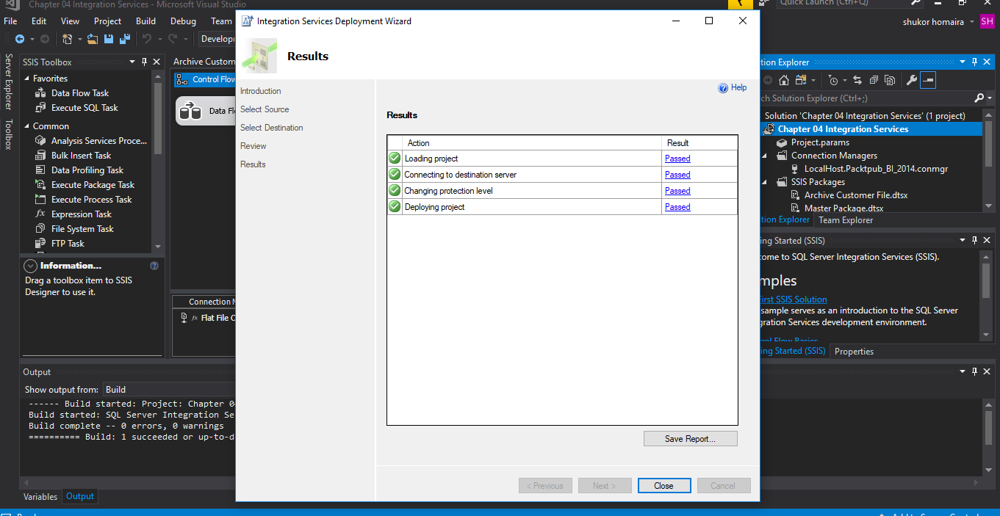 Chapter 04 Integration Services - Microsoft Visual Studio
Quick Launch (Ctrl+Q)
File Edit View Project Build Debug Team
shukor homaira SH
Develop
Server Explorer
Toolbox
SSIS Toolbox
Favorites
Data Flow Task
Execute SQL Task
Common
Analysis Services Proce...
Bulk Insert Task
Data Profiling Task
Execute Package Task
Execute Process Task
Expression Task
File System Task
FTP Task
Information...
Drag a toolbox item to SSIS
Designer to use it.
Archive Custom
Control Flow
Data Fl
Connection M
fx Flat File C
Integration Services Deployment Wizard
Results
Introduction
Select Source
Select Destination
Review
Results
Help
Results
Action Result
Loading project Passed
Connecting to destination server Passed
Changing protection level Passed
Deploying project Passed
Save Report...
< Previous Next > Close Cancel
tion Explorer
ch Solution Explorer (Ctrl+;)
Solution 'Chapter 04 Integration Services' (1 project)
Chapter 04 Integration Services
Project.params
Connection Managers
LocalHost.Packtpub_BI_2014.conmgr
SSIS Packages
Archive Customer File.dtsx
Master Package.dtsx
tion Explorer Team Explorer
ing Started (SSIS)
come to SQL Server Integration Services (SSIS).
mples
irst SSIS Solution
sample serves as an introduction to the SQL Server
gration Services development environment.
rol Flow Basics
ing Started (SSIS) Properties
Output
Show output from: Build
------ Build started: Project: Chapter 04
Build started: SQL Server Integration Se
Build complete -- 0 errors, 0 warnings
========== Build: 1 succeeded or up-to-d
Variables Output